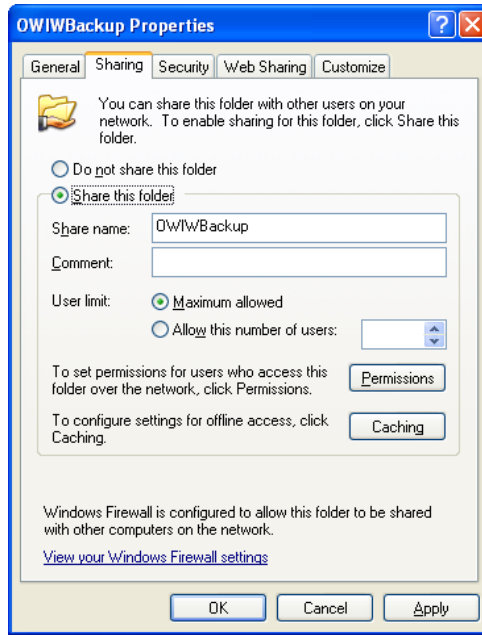 OWIWBackup Properties
General Sharing Security Web Sharing Customize
You can share this folder with other users on your
network. To enable sharing for this folder, click Share this
folder.
Do not share this folder
Share this folder
Share name: OWIWBackup
Comment:
User limit: Maximum allowed
Allow this number of users:
To set permissions for users who access this
folder over the network, click Permissions.
Permissions
To configure settings for offline access, click
Caching.
Caching
Windows Firewall is configured to allow this folder to be shared
with other computers on the network.
View your Windows Firewall settings
OK Cancel Apply